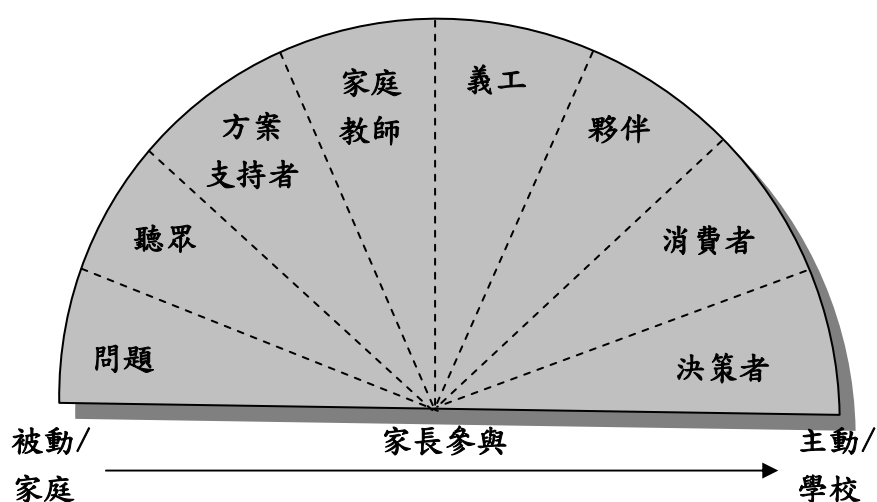 家庭
教師
義工
方案
支持者
夥伴
聽眾
消費者
問題
決策者
被動/
家庭
家長參與
主動/
學校